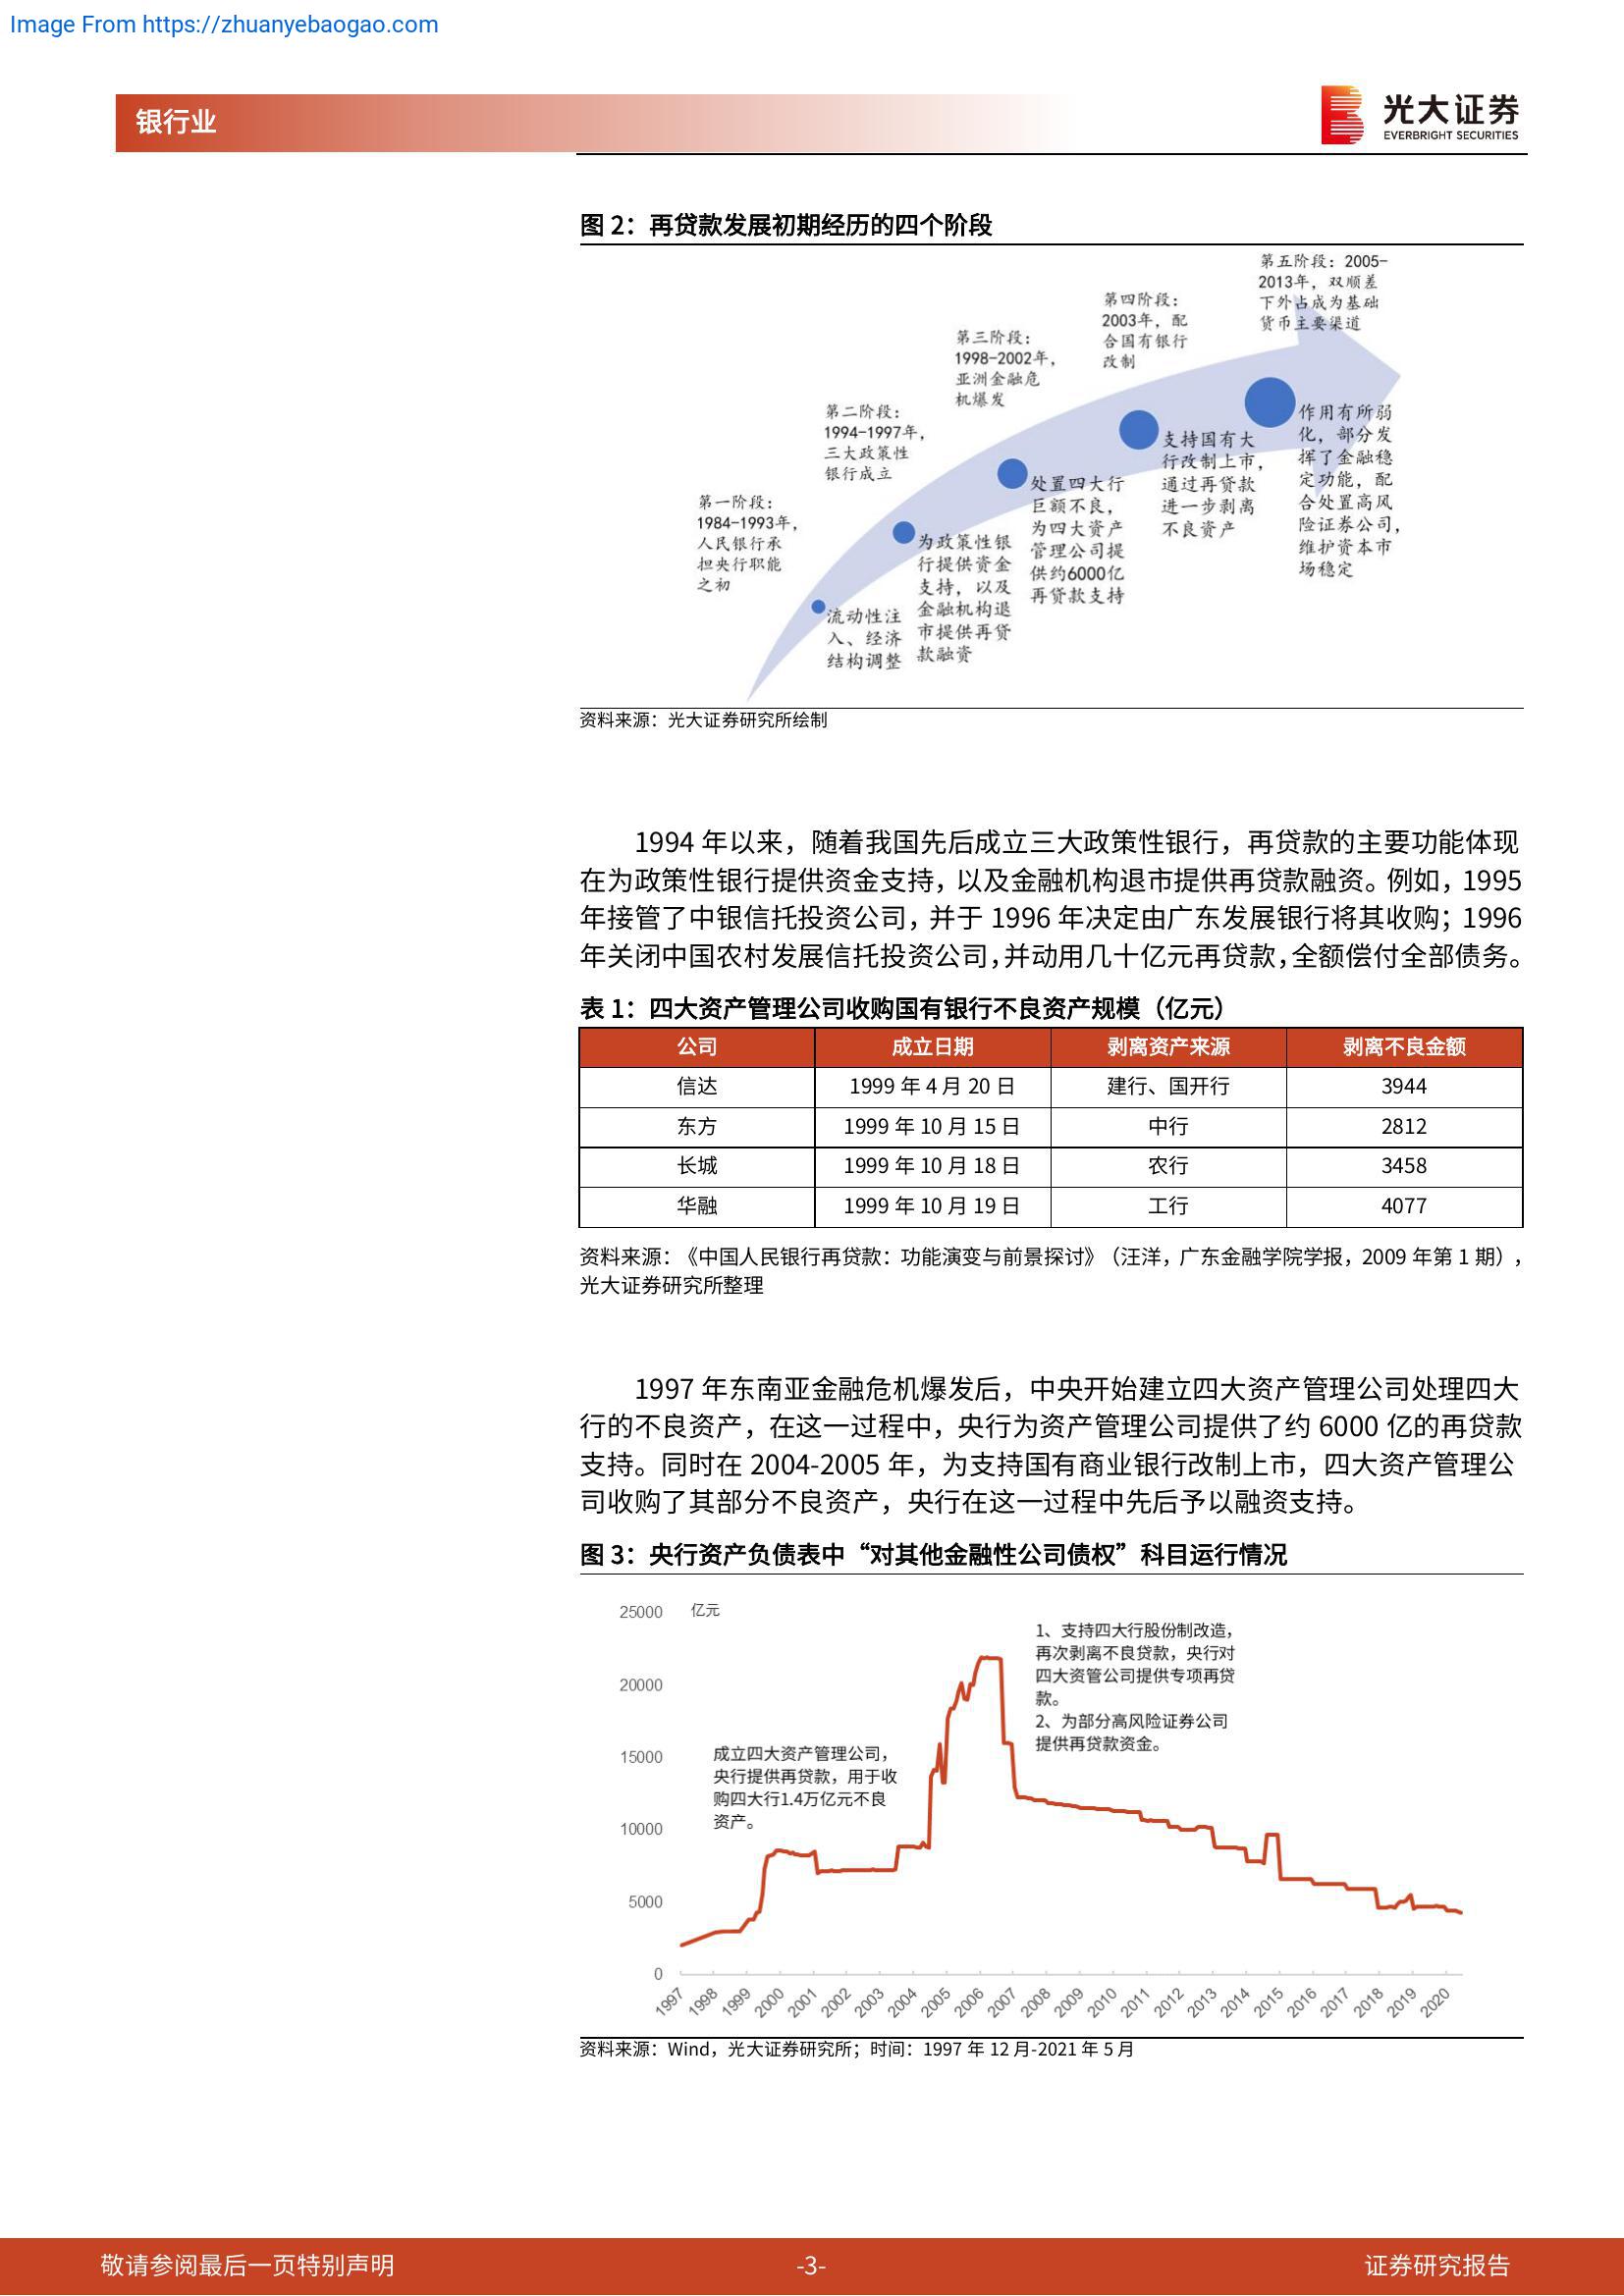 Image From https://zhuanyebaogao.com
银行业
光大证券
EVERBRIGHT SECURITIES
图 2：再贷款发展初期经历的四个阶段
第一阶段：
1984-1993年，
人民银行承
担央行职能
之初
流动性注
入、经济
结构调整
第二阶段：
1994-1997年，
三大政策性
银行成立
为政策性银
行提供资金
支持，以及
金融机构退
市提供再贷
款融资
第三阶段：
1998-2002年，
亚洲金融危
机爆发
处置四大行
巨额不良，
为四大资产
管理公司提
供约6000亿
再贷款支持
第四阶段：
2003年，配
合国有银行
改制
支持国有大
行改制上市，
通过再贷款
进一步剥离
不良资产
第五阶段：2005-
2013年，双顺差
下外占成为基础
货币主要渠道
作用有所弱
化，部分发
挥了金融稳
定功能，配
合处置高风
险证券公司，
维护资本市
场稳定
资料来源：光大证券研究所绘制
1994 年以来，随着我国先后成立三大政策性银行，再贷款的主要功能体现
在为政策性银行提供资金支持，以及金融机构退市提供再贷款融资。例如，1995
年接管了中银信托投资公司，并于 1996 年决定由广东发展银行将其收购；1996
年关闭中国农村发展信托投资公司，并动用几十亿元再贷款，全额偿付全部债务。
表 1：四大资产管理公司收购国有银行不良资产规模（亿元）
公司 成立日期 剥离资产来源 剥离不良金额
信达 1999 年 4 月 20 日 建行、国开行 3944
东方 1999 年 10 月 15 日 中行 2812
长城 1999 年 10 月 18 日 农行 3458
华融 1999 年 10 月 19 日 工行 4077
资料来源：《中国人民银行再贷款：功能演变与前景探讨》（汪洋，广东金融学院学报，2009 年第 1 期），
光大证券研究所整理
1997 年东南亚金融危机爆发后，中央开始建立四大资产管理公司处理四大
行的不良资产，在这一过程中，央行为资产管理公司提供了约 6000 亿的再贷款
支持。同时在 2004-2005 年，为支持国有商业银行改制上市，四大资产管理公
司收购了其部分不良资产，央行在这一过程中先后予以融资支持。
图 3：央行资产负债表中“对其他金融性公司债权”科目运行情况
亿元
25000
20000
15000
10000
5000
0
成立四大资产管理公司，
央行提供再贷款，用于收
购四大行1.4万亿元不良
资产。
1、支持四大行股份制改造，
再次剥离不良贷款，央行对
四大资管公司提供专项再贷
款。
2、为部分高风险证券公司
提供再贷款资金。
1997 1998 1999 2000 2001 2002 2003 2004 2005 2006 2007 2008 2009 2010 2011 2012 2013 2014 2015 2016 2017 2018 2019 2020
资料来源：Wind，光大证券研究所；时间：1997 年 12 月-2021 年 5 月
敬请参阅最后一页特别声明
-3-
证券研究报告